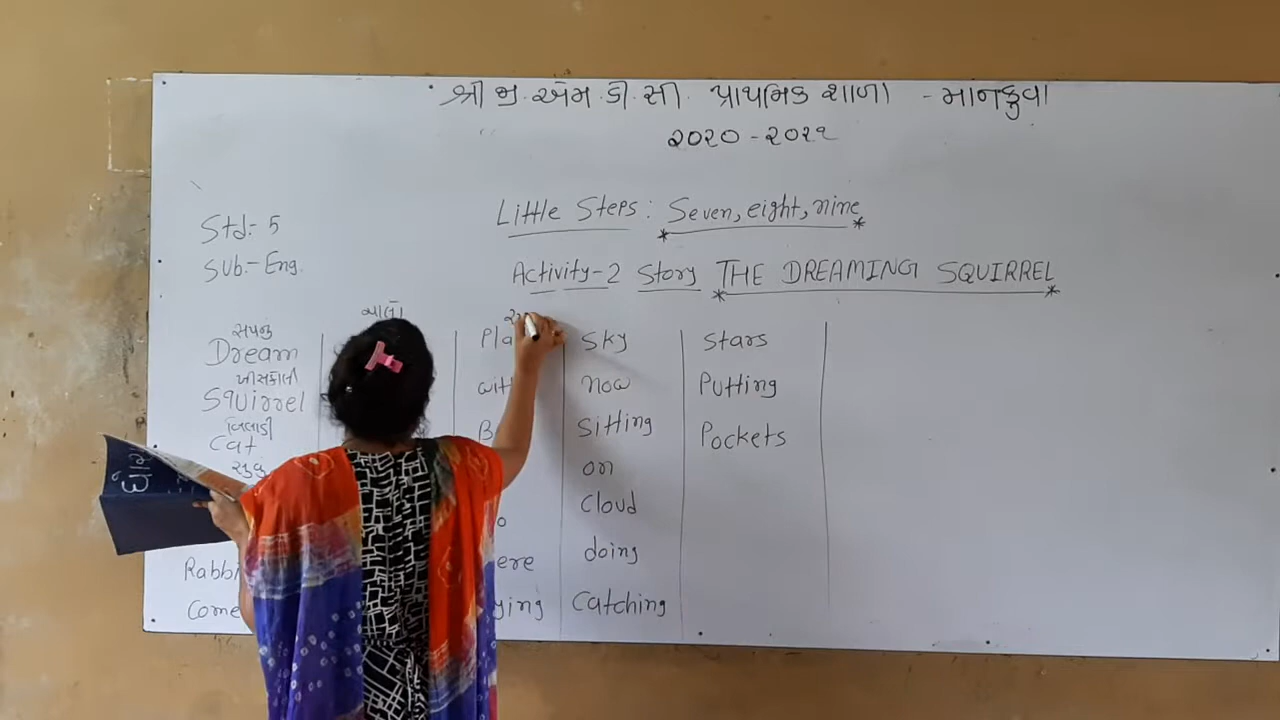 શ્રી જી.એમ.ડી.સી. પ્રાથમિક શાળા - માનકુવા
૨૦૨૦ - ૨૦૨૧
Little Steps : Seven, eight, nine
Std:- 5
Sub.- Eng.
Activity-2 Story THE DREAMING SQUIRREL
ચાલો
સપનું
Dream
Sky
Stars
ખીસકોલી
Squirrel
now
Putting
બિલાડી
Cat
Sitting
Pockets
on
Cloud
doing
Come
Catching